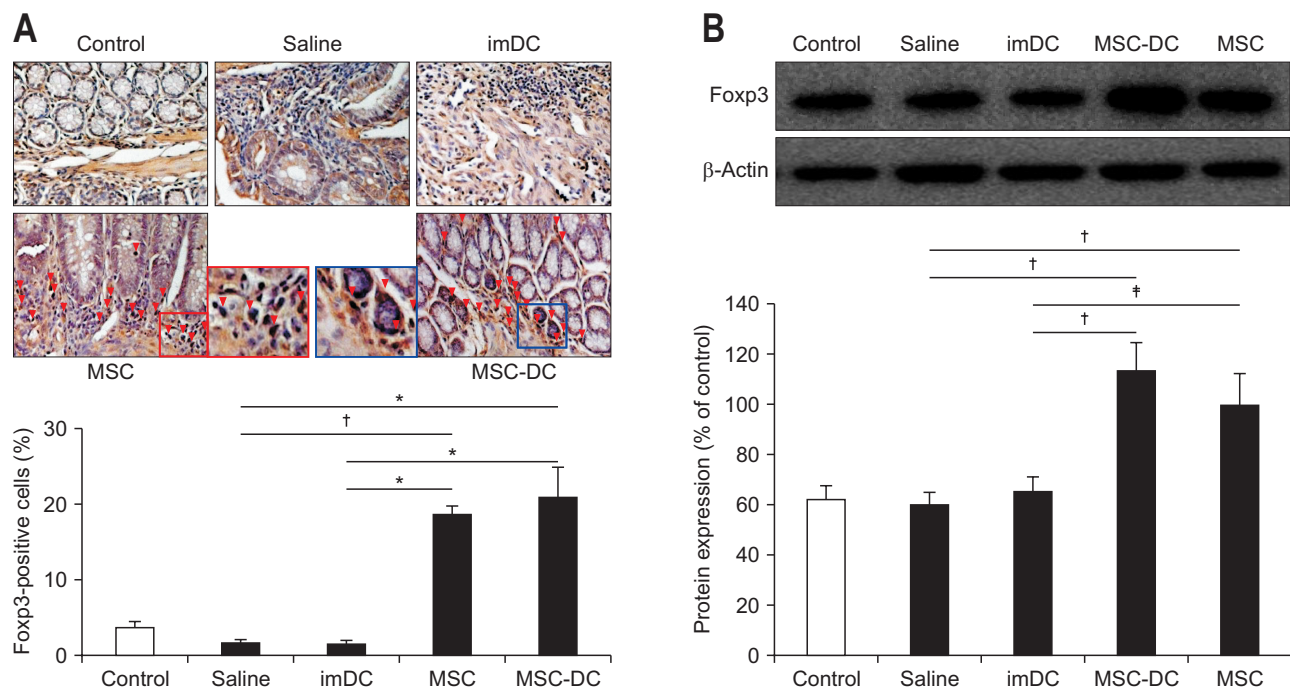 A
Control Saline imDC
MSC MSC-DC
Foxp3-positive cells (%)
30
20
10
0
*
†
*
*
Control Saline imDC MSC MSC-DC
B
Control Saline imDC MSC-DC MSC
Foxp3
β-Actin
Protein expression (% of control)
140
120
100
80
60
40
20
0
†
†
‡
†
Control Saline imDC MSC-DC MSC